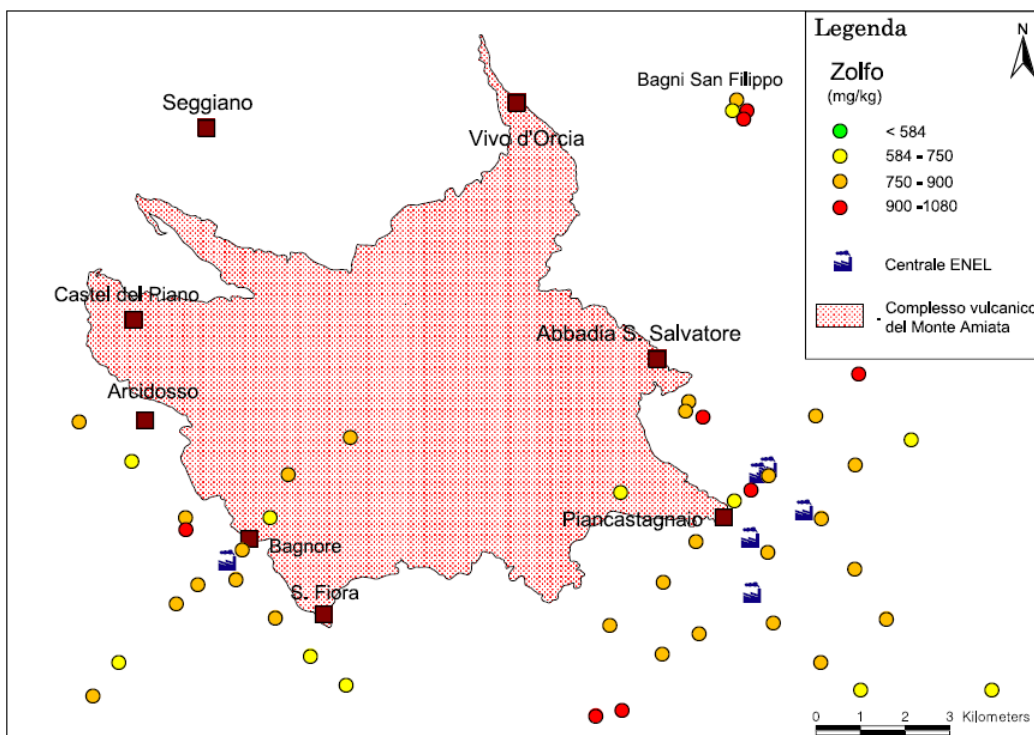 Legenda
N
Zolfo
(mg/kg)
< 584
584 - 750
750 - 900
900 -1080
Centrale ENEL
- Complesso vulcanico
del Monte Amiata
Bagni San Filippo
Seggiano
Vivo d'Orcia
Castel del Piano
Abbadia S. Salvatore
Arcidosso
Piancastagnaio
Bagnore
S. Fiora
0 1 2 3 Kilometers